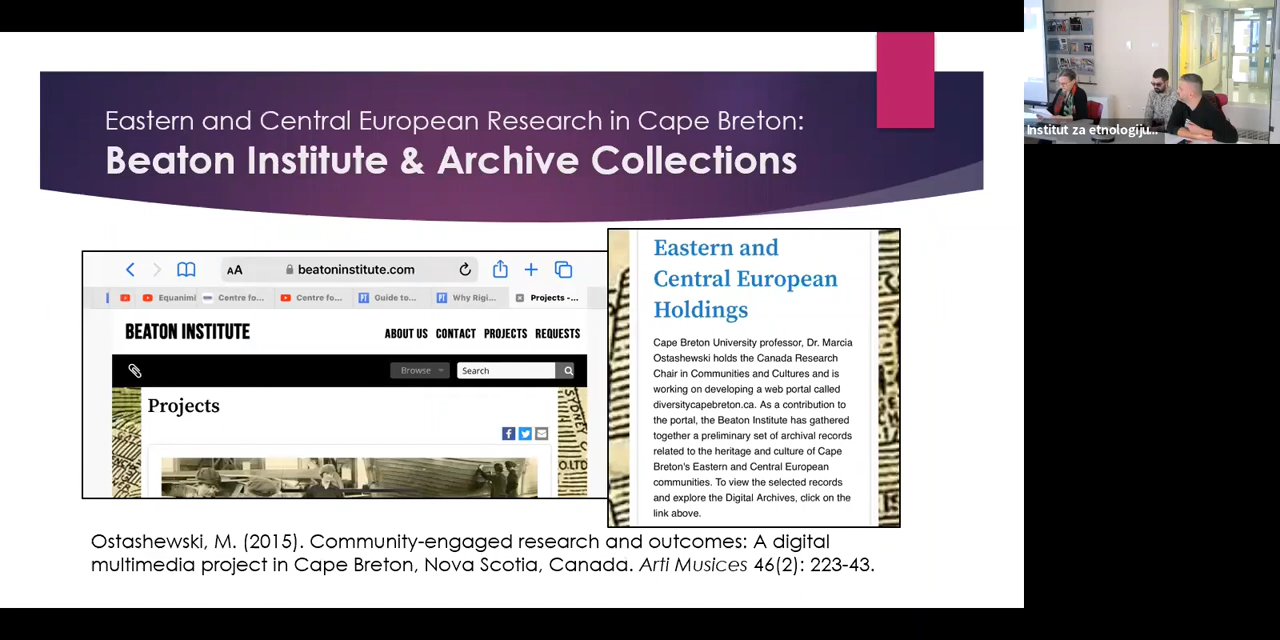 Eastern and Central European Research in Cape Breton:
Beaton Institute & Archive Collections
AA
beatoninstitute.com
Equanimi
Centre fo...
Centre fo...
Guide to...
Why Rigi...
Projects -...
BEATON INSTITUTE
ABOUT US CONTACT PROJECTS REQUESTS
Browse
Search
Projects
STONEY
O.LTD
Eastern and
Central European
Holdings
Cape Breton University professor, Dr. Marcia
Ostashewski holds the Canada Research
Chair in Communities and Cultures and is
working on developing a web portal called
diversitycapebreton.ca. As a contribution to
the portal, the Beaton Institute has gathered
together a preliminary set of archival records
related to the heritage and culture of Cape
Breton's Eastern and Central European
communities. To view the selected records
and explore the Digital Archives, click on the
link above.
Ostashewski, M. (2015). Community-engaged research and outcomes: A digital
multimedia project in Cape Breton, Nova Scotia, Canada. Arti Musices 46(2): 223-43.
Institut za etnologiju...